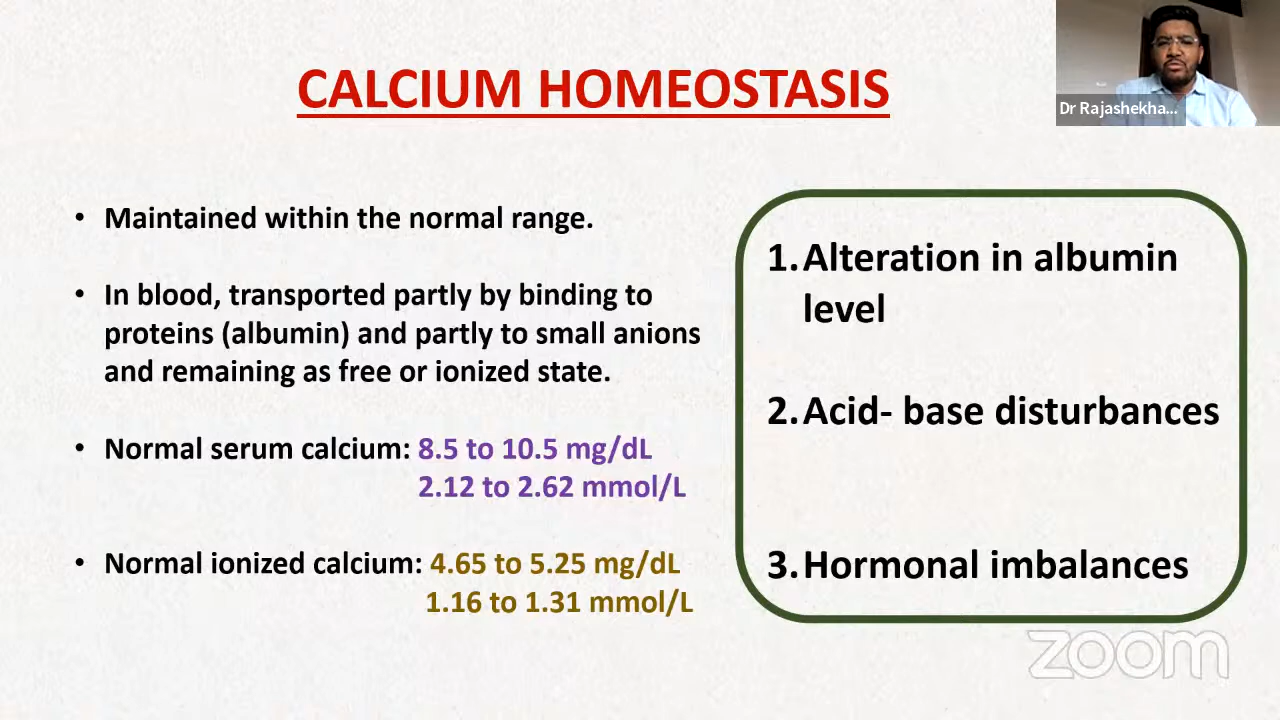 CALCIUM HOMEOSTASIS
Dr Rajashekha...
• Maintained within the normal range.
• In blood, transported partly by binding to
proteins (albumin) and partly to small anions
and remaining as free or ionized state.
• Normal serum calcium: 8.5 to 10.5 mg/dL
2.12 to 2.62 mmol/L
• Normal ionized calcium: 4.65 to 5.25 mg/dL
1.16 to 1.31 mmol/L
1. Alteration in albumin
level
2. Acid- base disturbances
3. Hormonal imbalances
zoom